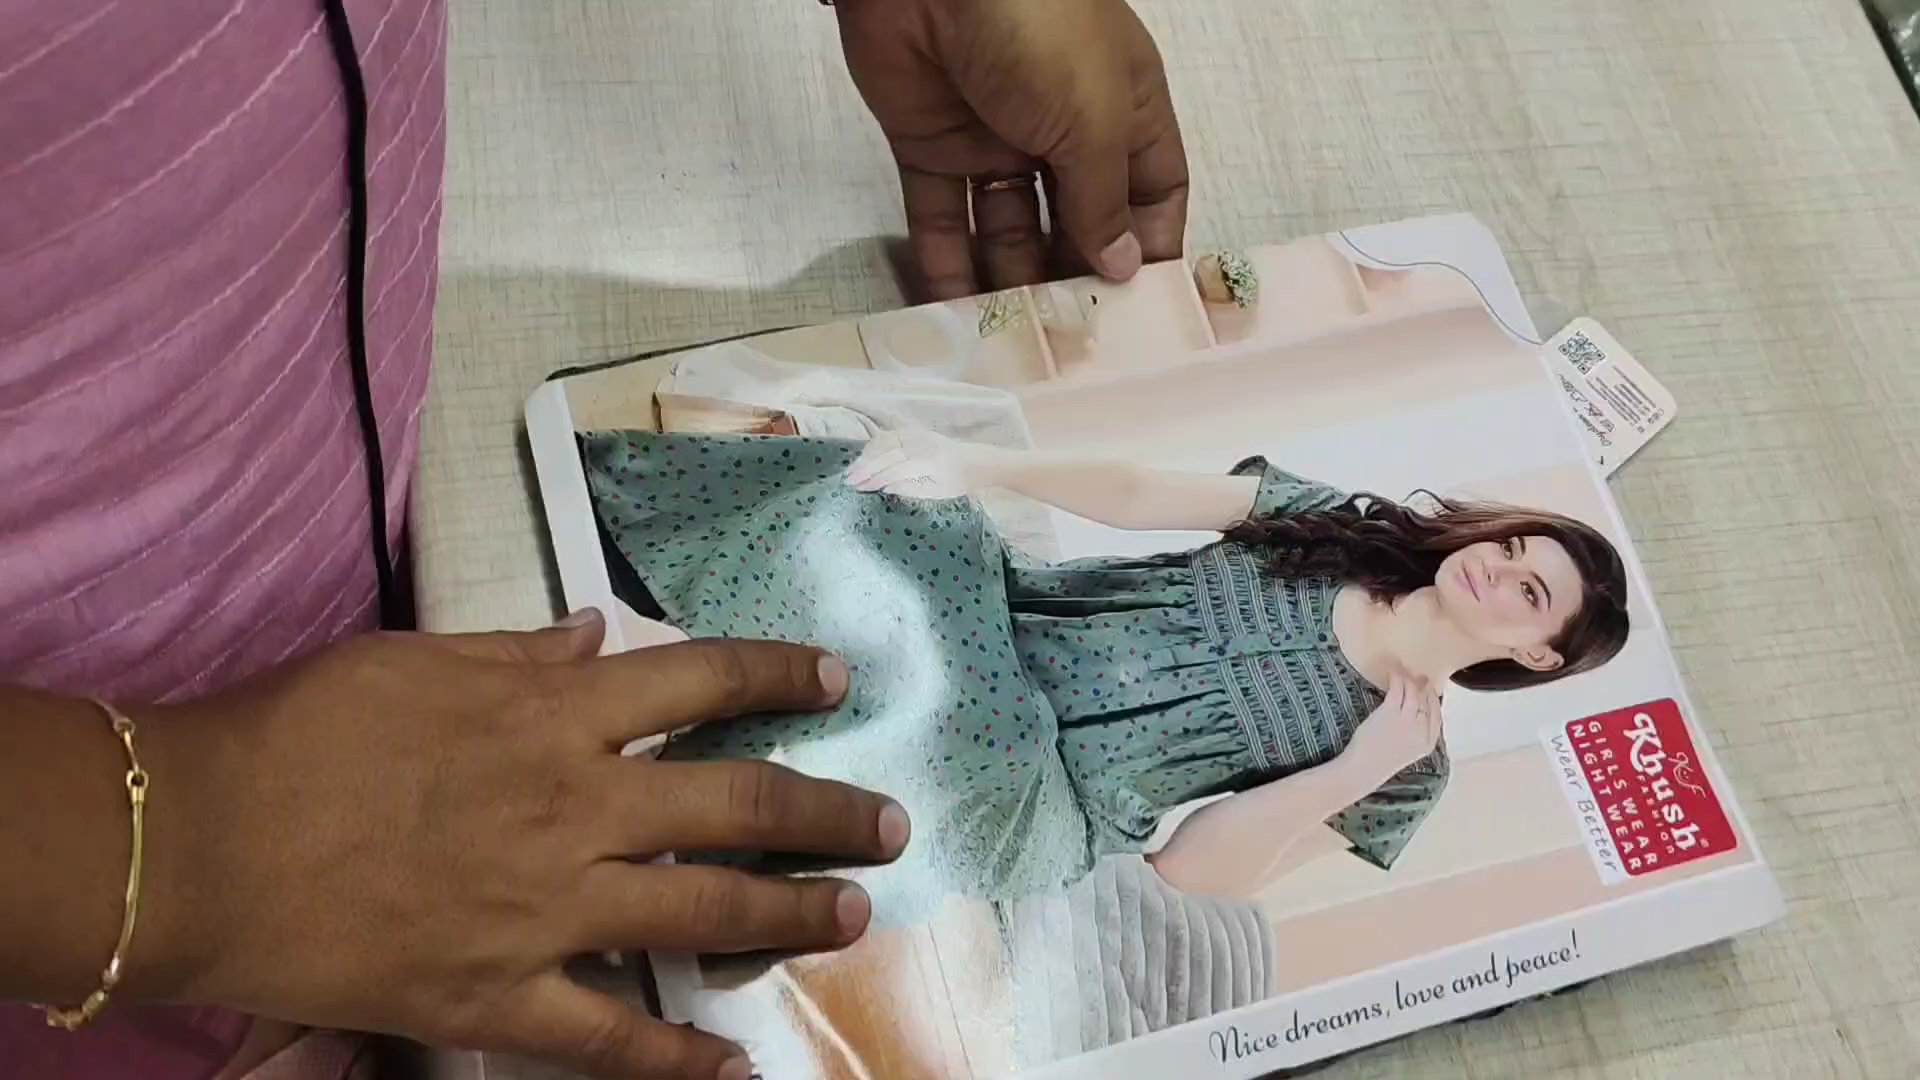 Khush
FASHION
GIRLS WEAR
NIGHT WEAR
Wear Better
Nice dreams, love and peace!